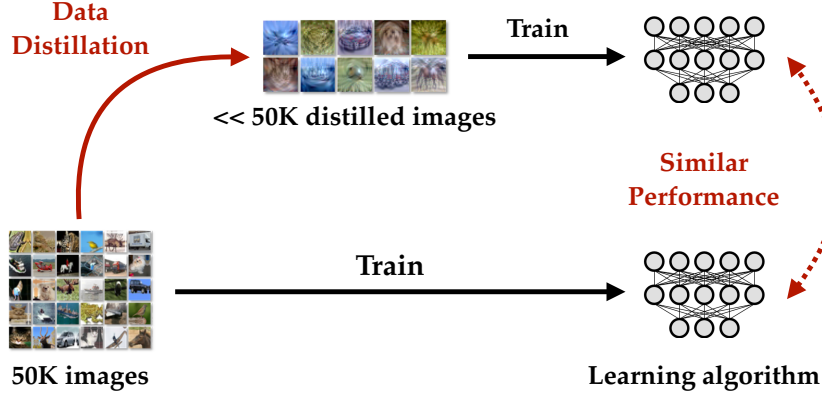 Data
Distillation
Train
<< 50K distilled images
Similar
Performance
Train
50K images
Learning algorithm